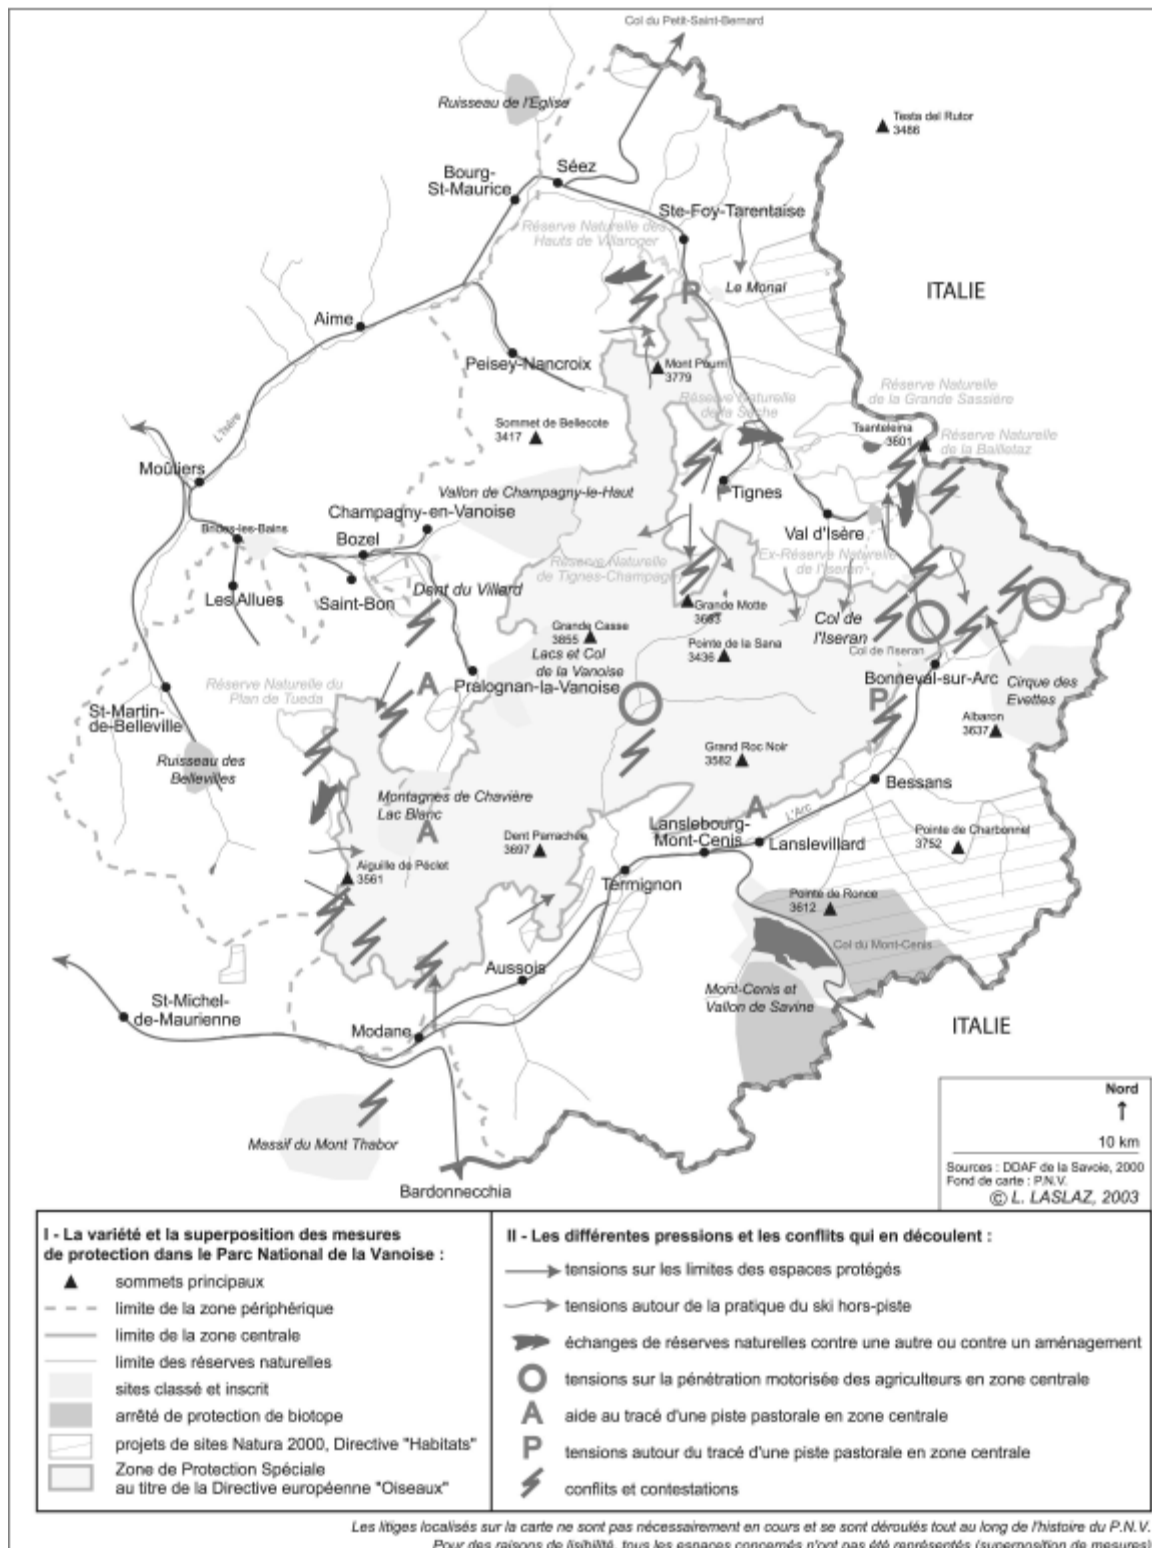 Col du Petit-Saint-Bernard
Ruisseau de l'Eglise
Testa del Rutor
3486
Séez
Bourg-
St-Maurice
Ste-Foy-Tarentaise
Réserve Naturelle des
Hauts de Villaroger
Le Monal
ITALIE
Aime
Peisey-Nancroix
Mont Pourri
3779
Réserve Naturelle
de la Grande Sassière
Réserve Naturelle
de la Sache
Sommet de Bellecote
3417
Tsanteleina
3601
Réserve Naturelle
de la Bailletaz
L'Isère
Moûtiers
Vallon de Champagny-le-Haut
Tignes
Champagny-en-Vanoise
Brides-les-Bains
Bozel
Val d'Isère
Réserve Naturelle
de Tignes-Champagny
Ex-Réserve Naturelle
de l'Iseran
Les Allues
Saint-Bon
Dent du Villard
Grande Motte
3663
Grande Casse
3855
Col de
l'Iseran
Lacs et Col
de la Vanoise
Pointe de la Sana
3436
Col de l'Iseran
Réserve Naturelle du
Plan de Tueda
A
Pralognan-la-Vanoise
Bonneval-sur-Arc
Cirque des
Evettes
P
St-Martin-
de-Belleville
Albaron
3637
Ruisseau des
Bellevilles
Grand Roc Noir
3582
Bessans
Montagnes de Chavière
Lac Blanc
A
A
L'Arc
Lanslebourg-
Mont-Cenis
Lanslevillard
Pointe de Charbonnel
3752
Dent Parrachée
3697
Aiguille de Péclet
3561
Termignon
Pointe de Ronce
3612
Col du Mont-Cenis
Aussois
Mont-Cenis et
Vallon de Savine
St-Michel-
de-Maurienne
Modane
ITALIE
P
Massif du Mont Thabor
Bardonnecchia
Nord
10 km
Sources : DDAF de la Savoie, 2000
Fond de carte : P.N.V.
© L. LASLAZ, 2003
I - La variété et la superposition des mesures
de protection dans le Parc National de la Vanoise :
sommets principaux
limite de la zone périphérique
limite de la zone centrale
limite des réserves naturelles
sites classé et inscrit
arrêté de protection de biotope
projets de sites Natura 2000, Directive "Habitats"
Zone de Protection Spéciale
au titre de la Directive européenne "Oiseaux"
II - Les différentes pressions et les conflits qui en découlent :
tensions sur les limites des espaces protégés
tensions autour de la pratique du ski hors-piste
échanges de réserves naturelles contre une autre ou contre un aménagement
tensions sur la pénétration motorisée des agriculteurs en zone centrale
A aide au tracé d'une piste pastorale en zone centrale
P tensions autour du tracé d'une piste pastorale en zone centrale
conflits et contestations
Les litiges localisés sur la carte ne sont pas nécessairement en cours et se sont déroulés tout au long de l'histoire du P.N.V.
Pour des raisons de lisibilité, tous les espaces concernés n'ont pas été représentés (superposition de mesures)